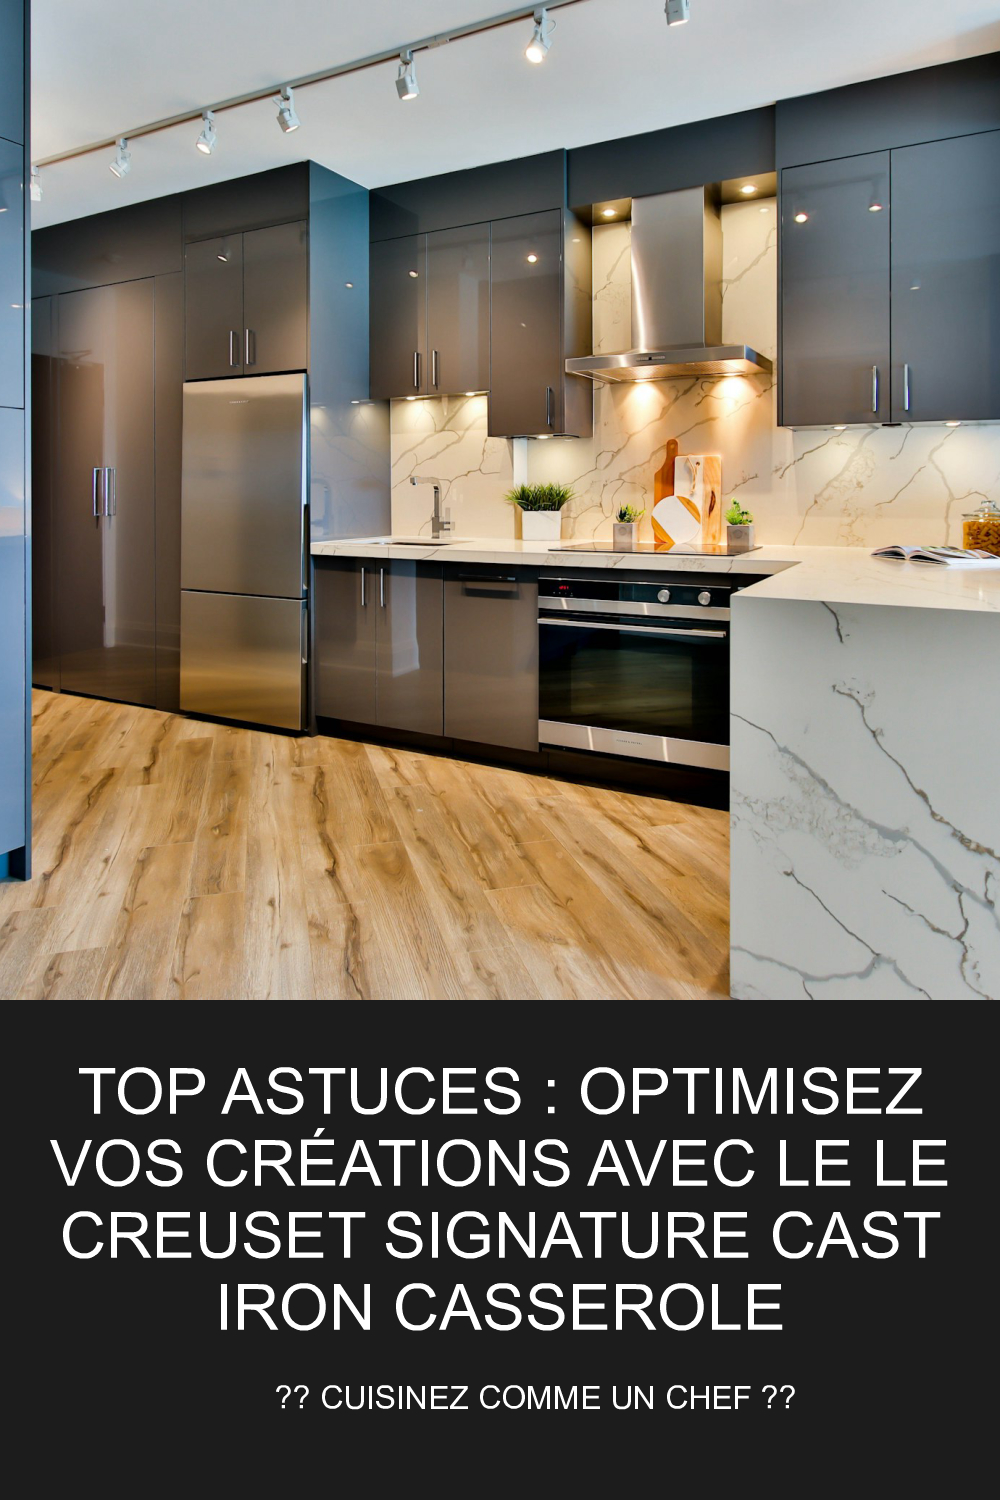 TOP ASTUCES : OPTIMISEZ
VOS CRÉATIONS AVEC LE LE
CREUSET SIGNATURE CAST
IRON CASSEROLE
?? CUISINEZ COMME UN CHEF ??